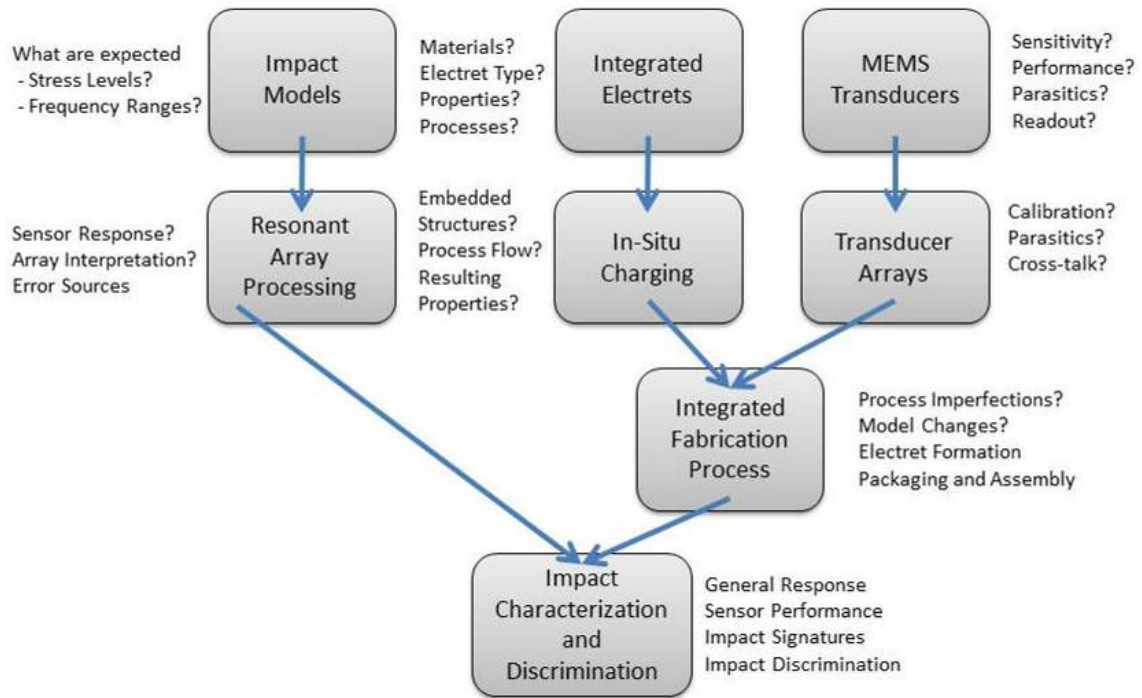 What are expected
- Stress Levels?
- Frequency Ranges?
Impact
Models
Materials?
Electret Type?
Properties?
Processes?
Integrated
Electrets
MEMS
Transducers
Sensitivity?
Performance?
Parasitics?
Readout?
Sensor Response?
Array Interpretation?
Error Sources
Resonant
Array
Processing
Embedded
Structures?
Process Flow?
Resulting
Properties?
In-Situ
Charging
Transducer
Arrays
Calibration?
Parasitics?
Cross-talk?
Integrated
Fabrication
Process
Process Imperfections?
Model Changes?
Electret Formation
Packaging and Assembly
Impact
Characterization
and
Discrimination
General Response
Sensor Performance
Impact Signatures
Impact Discrimination